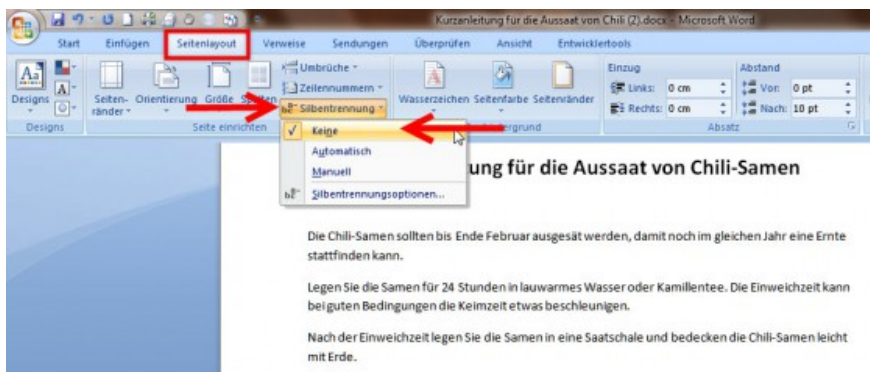 Kurzanleitung für die Aussaat von Chili (2).docx - Microsoft Word
Start Einfügen Seitenlayout Verweise Sendungen Überprüfen Ansicht Entwicklertools
Umbrüche Einzug Abstand
Zeilennummern Links: 0 cm Vor: 0 pt
Designs Seiten- Orientierung Größe Spalten Silbentrennung Wasserzeichen Seitenfarbe Seitenränder Rechts: 0 cm Nach: 10 pt
ränder
Designs Seite einrichten Absatz
Keine
Automatisch
Manuell
Silbentrennungsoptionen...
ung für die Aussaat von Chili-Samen
Die Chili-Samen sollten bis Ende Februar ausgesät werden, damit noch im gleichen Jahr eine Ernte
stattfinden kann.
Legen Sie die Samen für 24 Stunden in lauwarmes Wasser oder Kamillentee. Die Einweichzeit kann
bei guten Bedingungen die Keimzeit etwas beschleunigen.
Nach der Einweichzeit legen Sie die Samen in eine Saatschale und bedecken die Chili-Samen leicht
mit Erde.